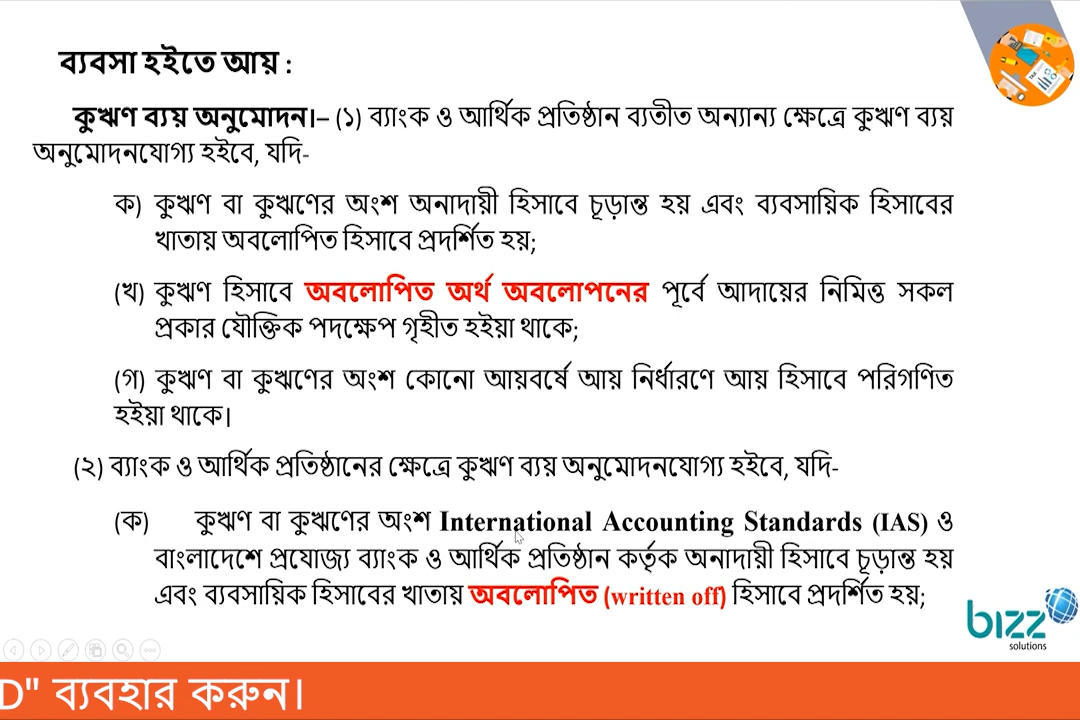 ব্যবসা হইতে আয় :
কুঋণ ব্যয় অনুমোদন।– (১) ব্যাংক ও আর্থিক প্রতিষ্ঠান ব্যতীত অন্যান্য ক্ষেত্রে কুঋণ ব্যয়
অনুমোদনযোগ্য হইবে, যদি-
ক) কুঋণ বা কুঋণের অংশ অনাদায়ী হিসাবে চূড়ান্ত হয় এবং ব্যবসায়িক হিসাবের
খাতায় অবলোপিত হিসাবে প্রদর্শিত হয়;
(খ) কুঋণ হিসাবে অবলোপিত অর্থ অবলোপনের পূর্বে আদায়ের নিমিত্ত সকল
প্রকার যৌক্তিক পদক্ষেপ গৃহীত হইয়া থাকে;
(গ) কুঋণ বা কুঋণের অংশ কোনো আয়বর্ষে আয় নির্ধারণে আয় হিসাবে পরিগণিত
হইয়া থাকে।
(২) ব্যাংক ও আর্থিক প্রতিষ্ঠানের ক্ষেত্রে কুঋণ ব্যয় অনুমোদনযোগ্য হইবে, যদি-
(ক) কুঋণ বা কুঋণের অংশ International Accounting Standards (IAS) ও
বাংলাদেশে প্রযোজ্য ব্যাংক ও আর্থিক প্রতিষ্ঠান কর্তৃক অনাদায়ী হিসাবে চূড়ান্ত হয়
এবং ব্যবসায়িক হিসাবের খাতায় অবলোপিত (written off) হিসাবে প্রদর্শিত হয়;
bizz
solutions
D" ব্যবহার করুন।